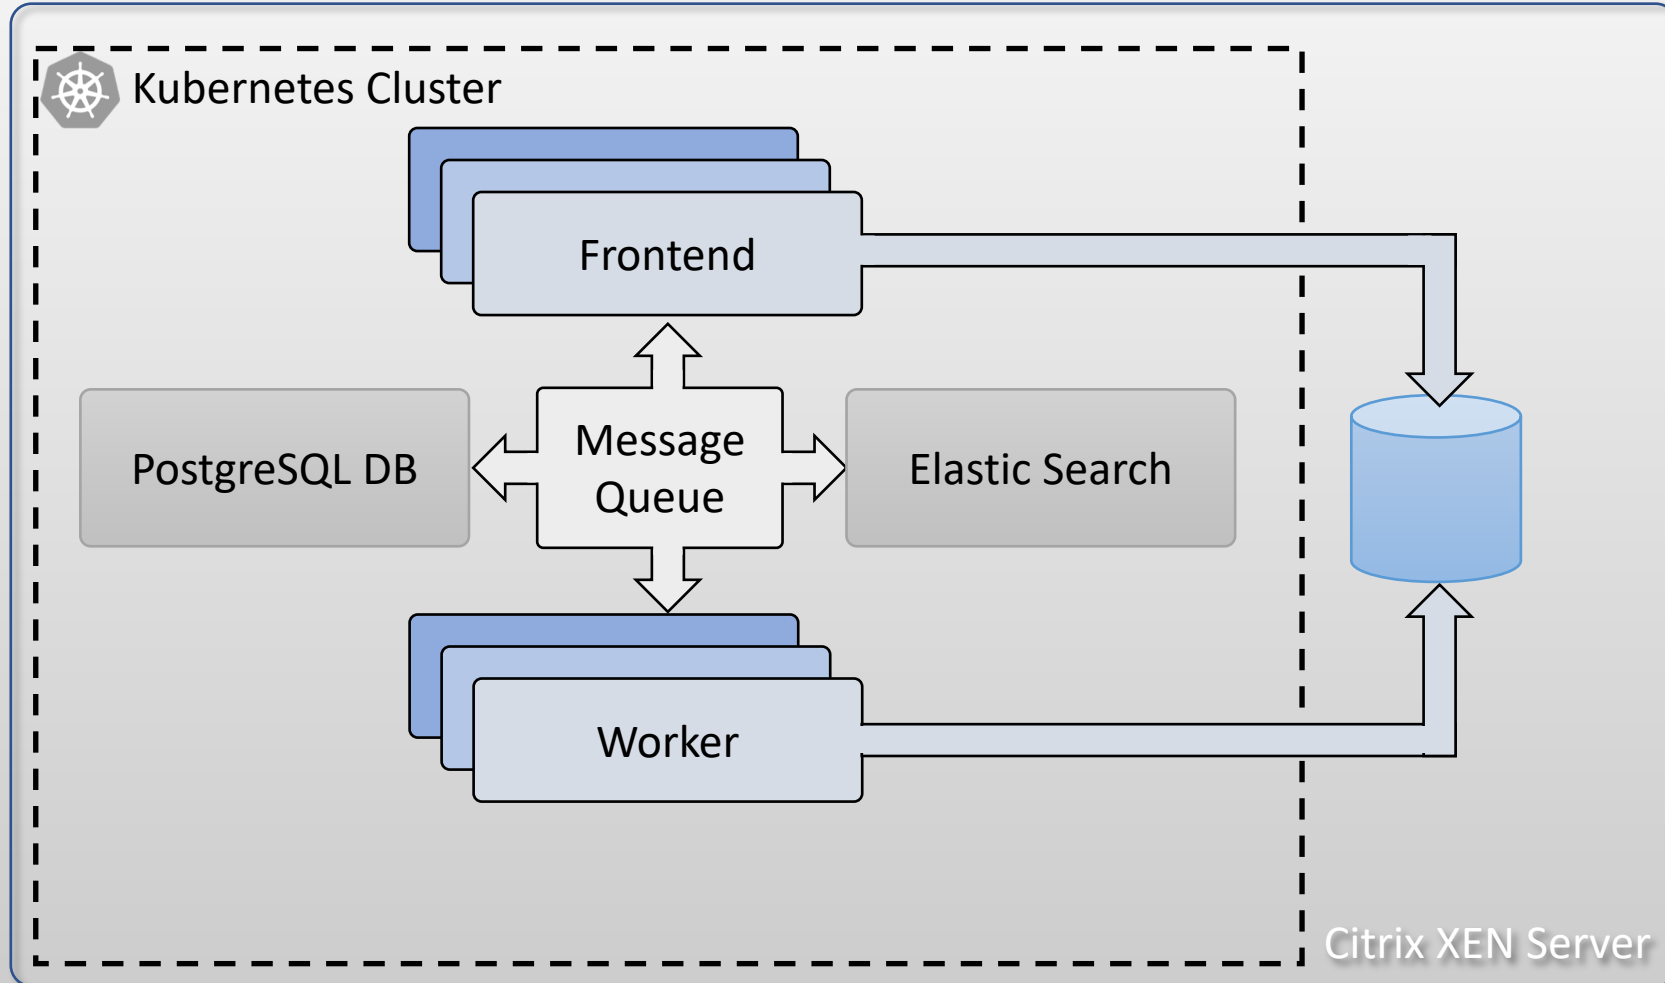 Kubernetes Cluster
Frontend
PostgreSQL DB
Message
Queue
Elastic Search
Worker
Citrix XEN Server